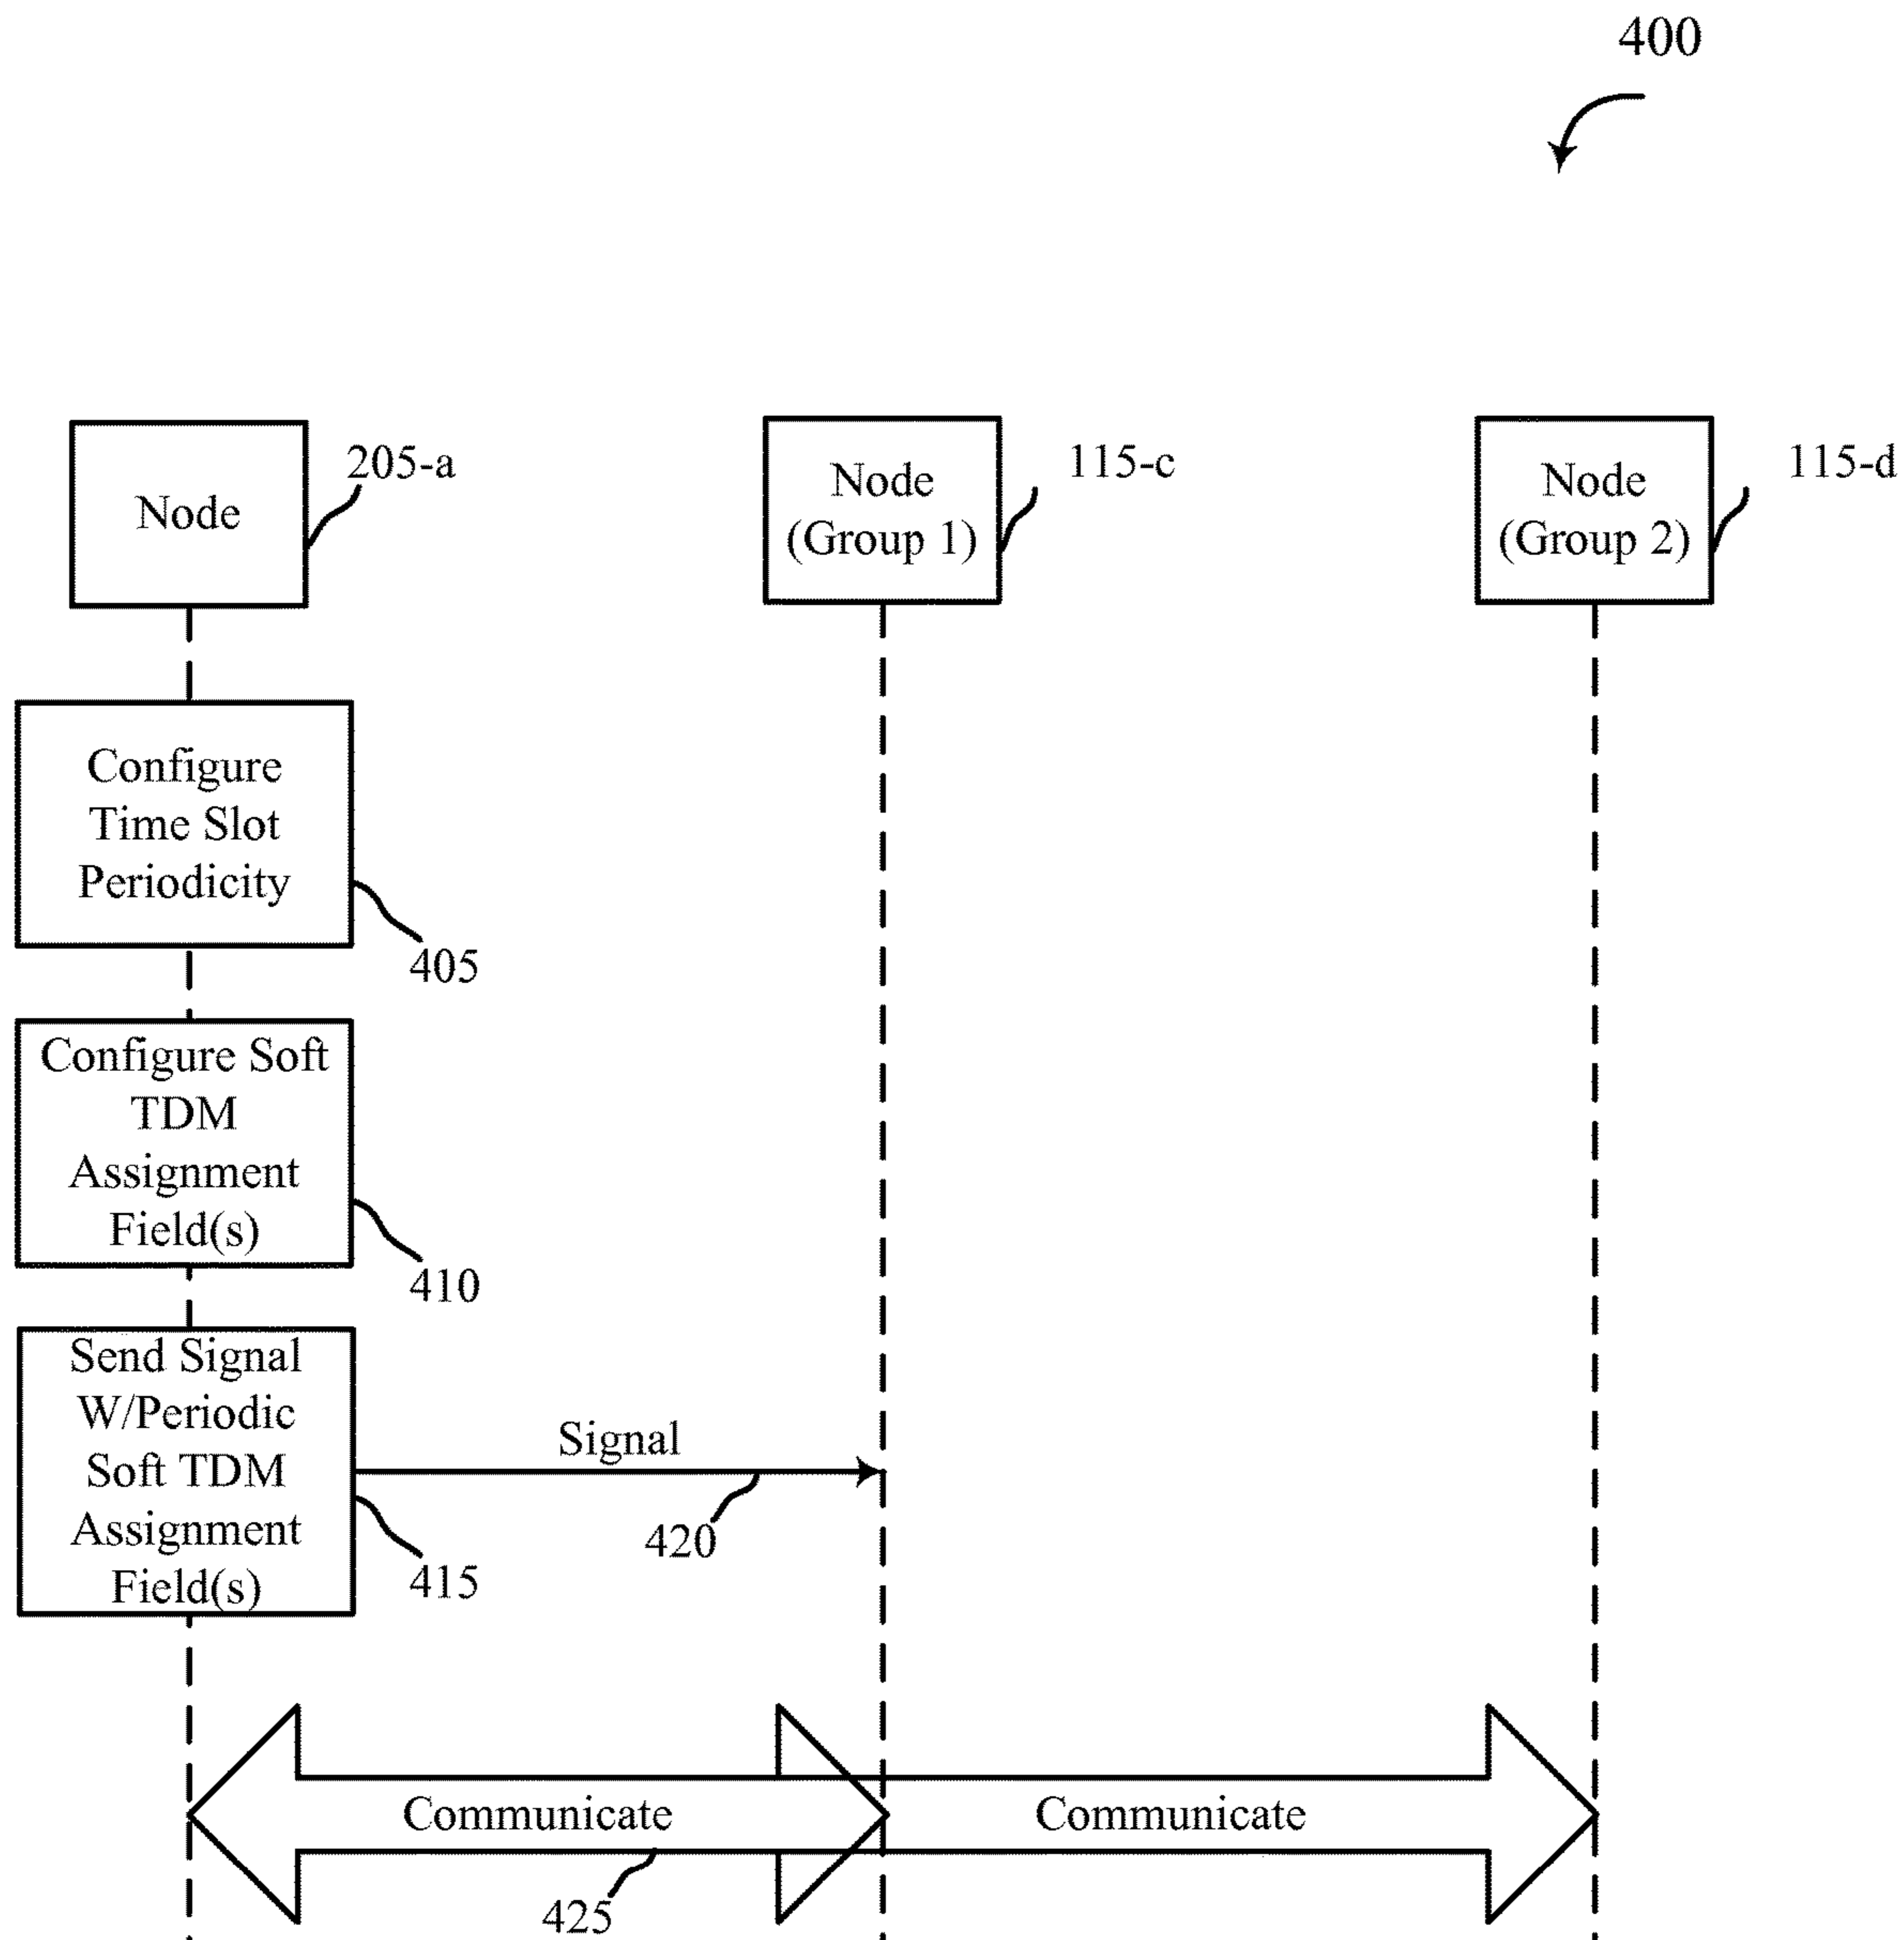 400
Node
205-a
Node
(Group 1)
115-c
Node
(Group 2)
115-d
Configure
Time Slot
Periodicity
405
Configure Soft
TDM
Assignment
Field(s)
410
Send Signal
W/Periodic
Soft TDM
Assignment
Field(s)
415
Signal
420
Communicate
Communicate
425